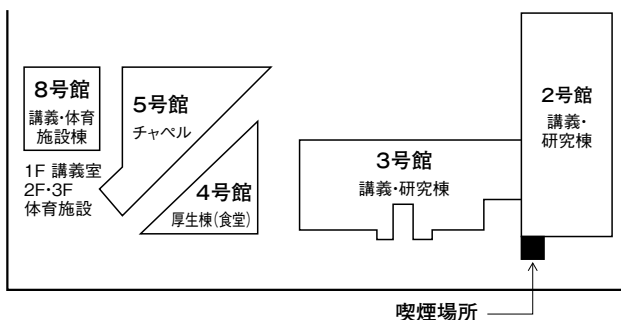 8号館
講義・体育
施設棟
1F 講義室
2F・3F
体育施設
5号館
チャペル
4号館
厚生棟(食堂)
3号館
講義・研究棟
2号館
講義・
研究棟
喫煙場所